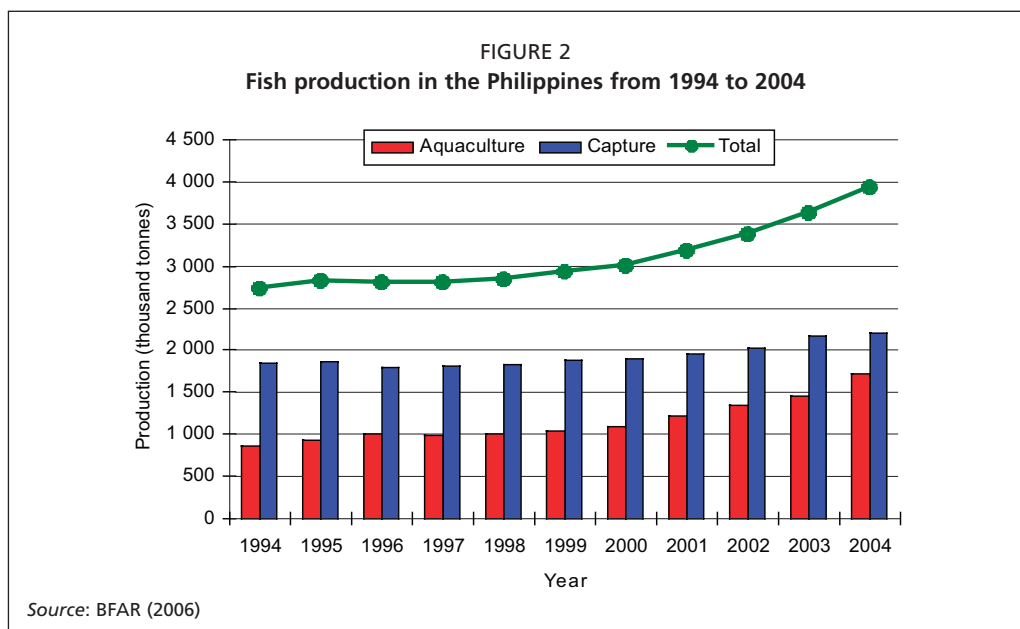 FIGURE 2
Fish production in the Philippines from 1994 to 2004
Aquaculture Capture Total
Production (thousand tonnes)
4 500
4 000
3 500
3 000
2 500
2 000
1 500
1 000
500
0
1994 1995 1996 1997 1998 1999 2000 2001 2002 2003 2004
Year
Source: BFAR (2006)